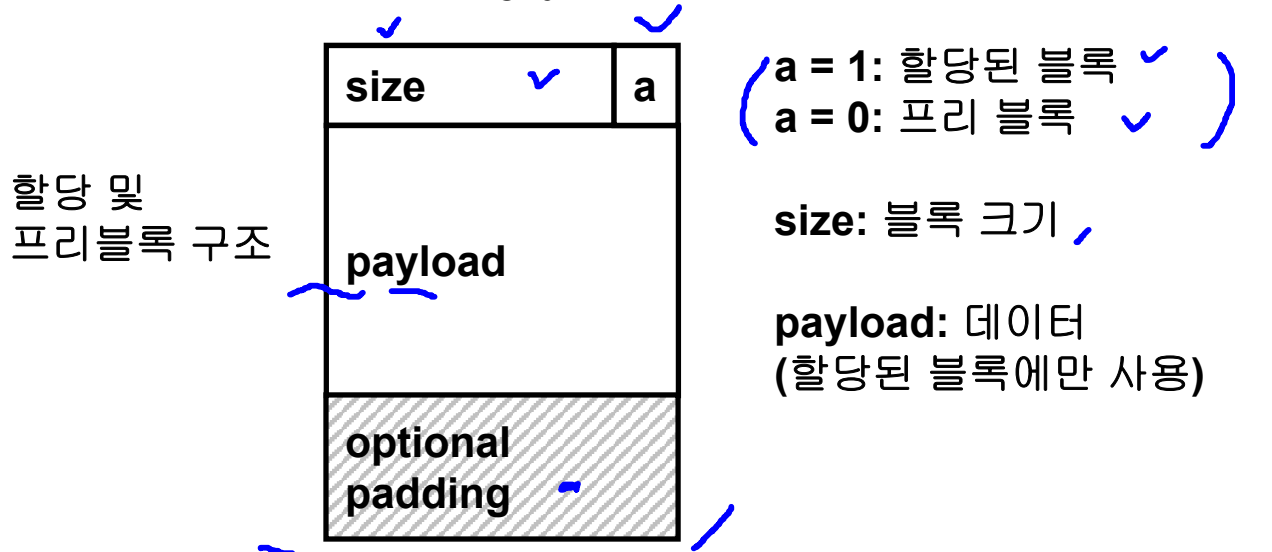 size a
a = 1: 할당된 블록
a = 0: 프리 블록
할당 및
프리블록 구조
size: 블록 크기
payload
payload: 데이터
(할당된 블록에만 사용)
optional
padding